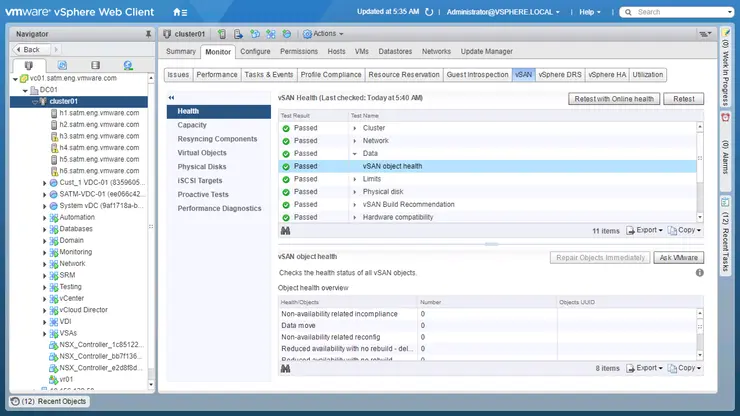 vmware® vSphere Web Client
Updated at 5:35 AM
Administrator@VSPHERE.LOCAL
Help
Search
Navigator
Back
vc01.satm.eng.vmware.com
DC01
cluster01
h1.satm.eng.vmware.com
h2.satm.eng.vmware.com
h3.satm.eng.vmware.com
h4.satm.eng.vmware.com
h5.satm.eng.vmware.com
h6.satm.eng.vmware.com
Cust_1 VDC-01 (8359605...
SATM-VDC-01 (ee066c42...
System vDC (9af1718a-b...
Automation
Databases
Domain
Monitoring
Network
SRM
Testing
vCenter
vCloud Director
VDI
VSAs
NSX_Controller_1c85122...
NSX_Controller_bb7f136...
NSX_Controller_e2d8f8d...
vr01
(12) Recent Objects
cluster01
Actions
Summary Monitor Configure Permissions Hosts VMs Datastores Networks Update Manager
Issues Performance Tasks & Events Profile Compliance Resource Reservation Guest Introspection vSAN vSphere DRS vSphere HA Utilization
Health
Capacity
Resyncing Components
Virtual Objects
Physical Disks
iSCSI Targets
Proactive Tests
Performance Diagnostics
vSAN Health (Last checked: Today at 5:40 AM)
Retest with Online health Retest
Test Result Test Name
Passed Cluster
Passed Network
Passed Data
Passed vSAN object health
Passed Limits
Passed Physical disk
Passed vSAN Build Recommendation
Passed Hardware compatibility
11 items Export Copy
vSAN object health
Repair Objects Immediately Ask VMware
Checks the health status of all vSAN objects.
Object health overview
Health/Objects Number Objects UUID
Non-availability related incompliance 0
Data move 0
Non-availability related reconfig 0
Reduced availability with no rebuild - del... 0
Reduced availability with no rebuild 0
8 items Export Copy
(0) Work In Progress
(0) Alarms
(12) Recent Tasks